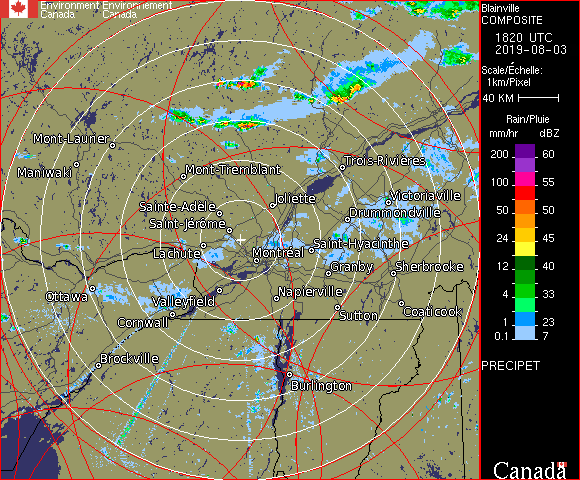 Environment Environnement
Canada Canada
Blainville
COMPOSITE
1820 UTC
2019-08-03
Scale/Échelle:
1km/Pixel
40 KM
Rain/Pluie
mm/hr dBZ
200 60
100 55
50 50
24 45
12 40
4 33
1 23
0.1 7
PRECIPET
Canada
Mont-Laurier
Maniwaki
Mont-Tremblant
Trois-Rivières
Joliette
Victoriaville
Sainte-Adèle
Drummondville
Saint-Jérôme
Saint-Hyacinthe
Lachute
Montréal
Granby
Sherbrooke
Ottawa
Valleyfield
Napierville
Cornwall
Sutton
Coaticook
Brockville
Burlington